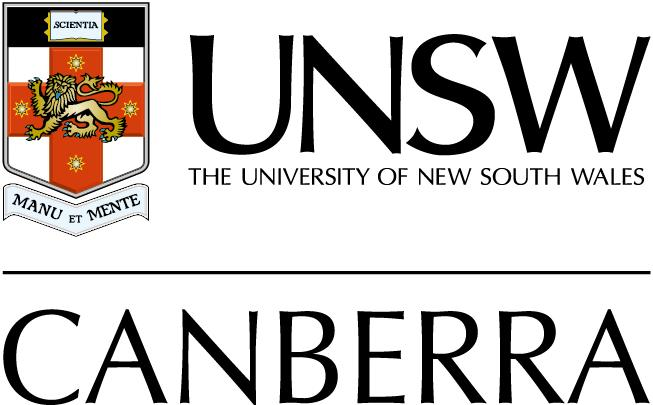 SCIENTIA
MANU ET MENTE
UNSW
THE UNIVERSITY OF NEW SOUTH WALES
CANBERRA